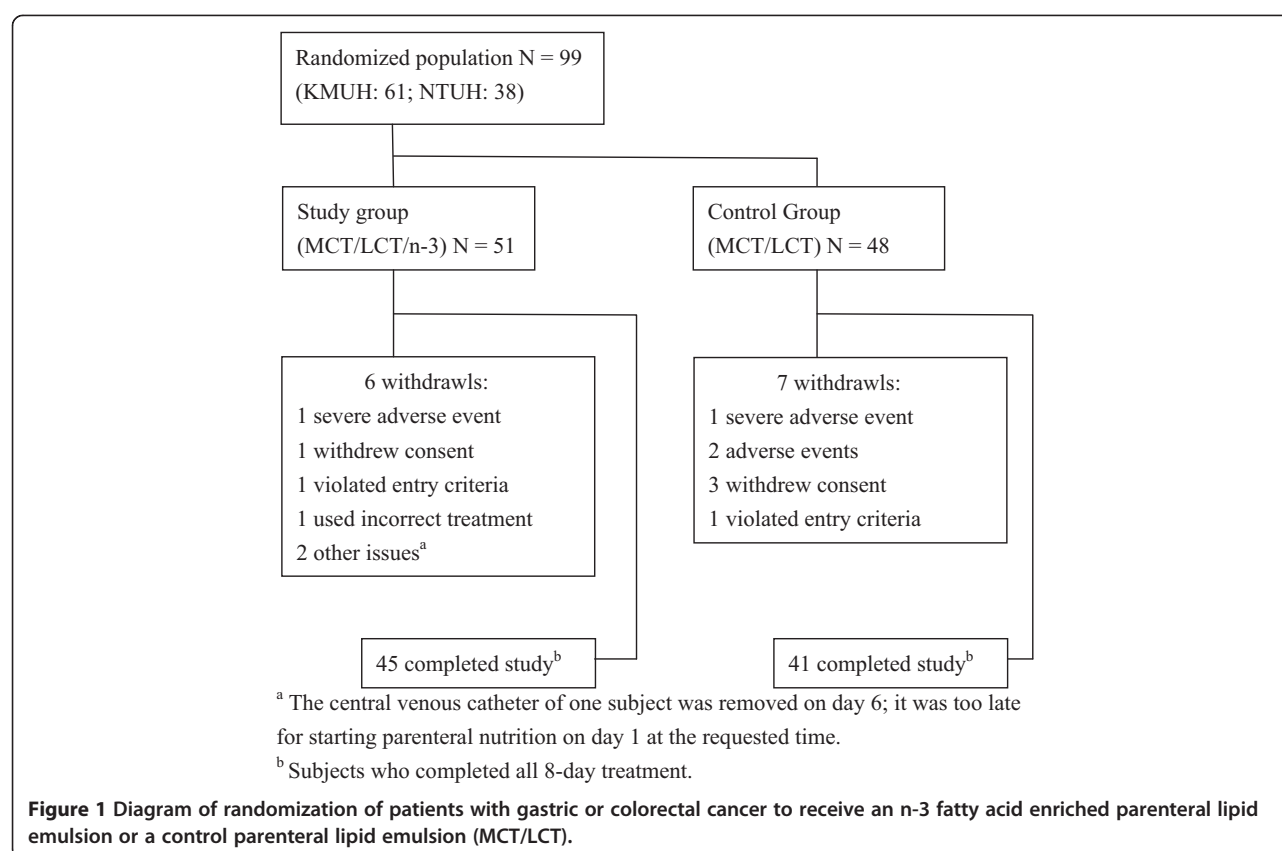 Randomized population N = 99
(KMUH: 61; NTUH: 38)
Study group
(MCT/LCT/n-3) N = 51
Control Group
(MCT/LCT) N = 48
6 withdrawls:
1 severe adverse event
1 withdrew consent
1 violated entry criteria
1 used incorrect treatment
2 other issuesᵃ
7 withdrawls:
1 severe adverse event
2 adverse events
3 withdrew consent
1 violated entry criteria
45 completed studyᵇ
41 completed studyᵇ
ᵃ The central venous catheter of one subject was removed on day 6; it was too late
for starting parenteral nutrition on day 1 at the requested time.
ᵇ Subjects who completed all 8-day treatment.
Figure 1 Diagram of randomization of patients with gastric or colorectal cancer to receive an n-3 fatty acid enriched parenteral lipid
emulsion or a control parenteral lipid emulsion (MCT/LCT).